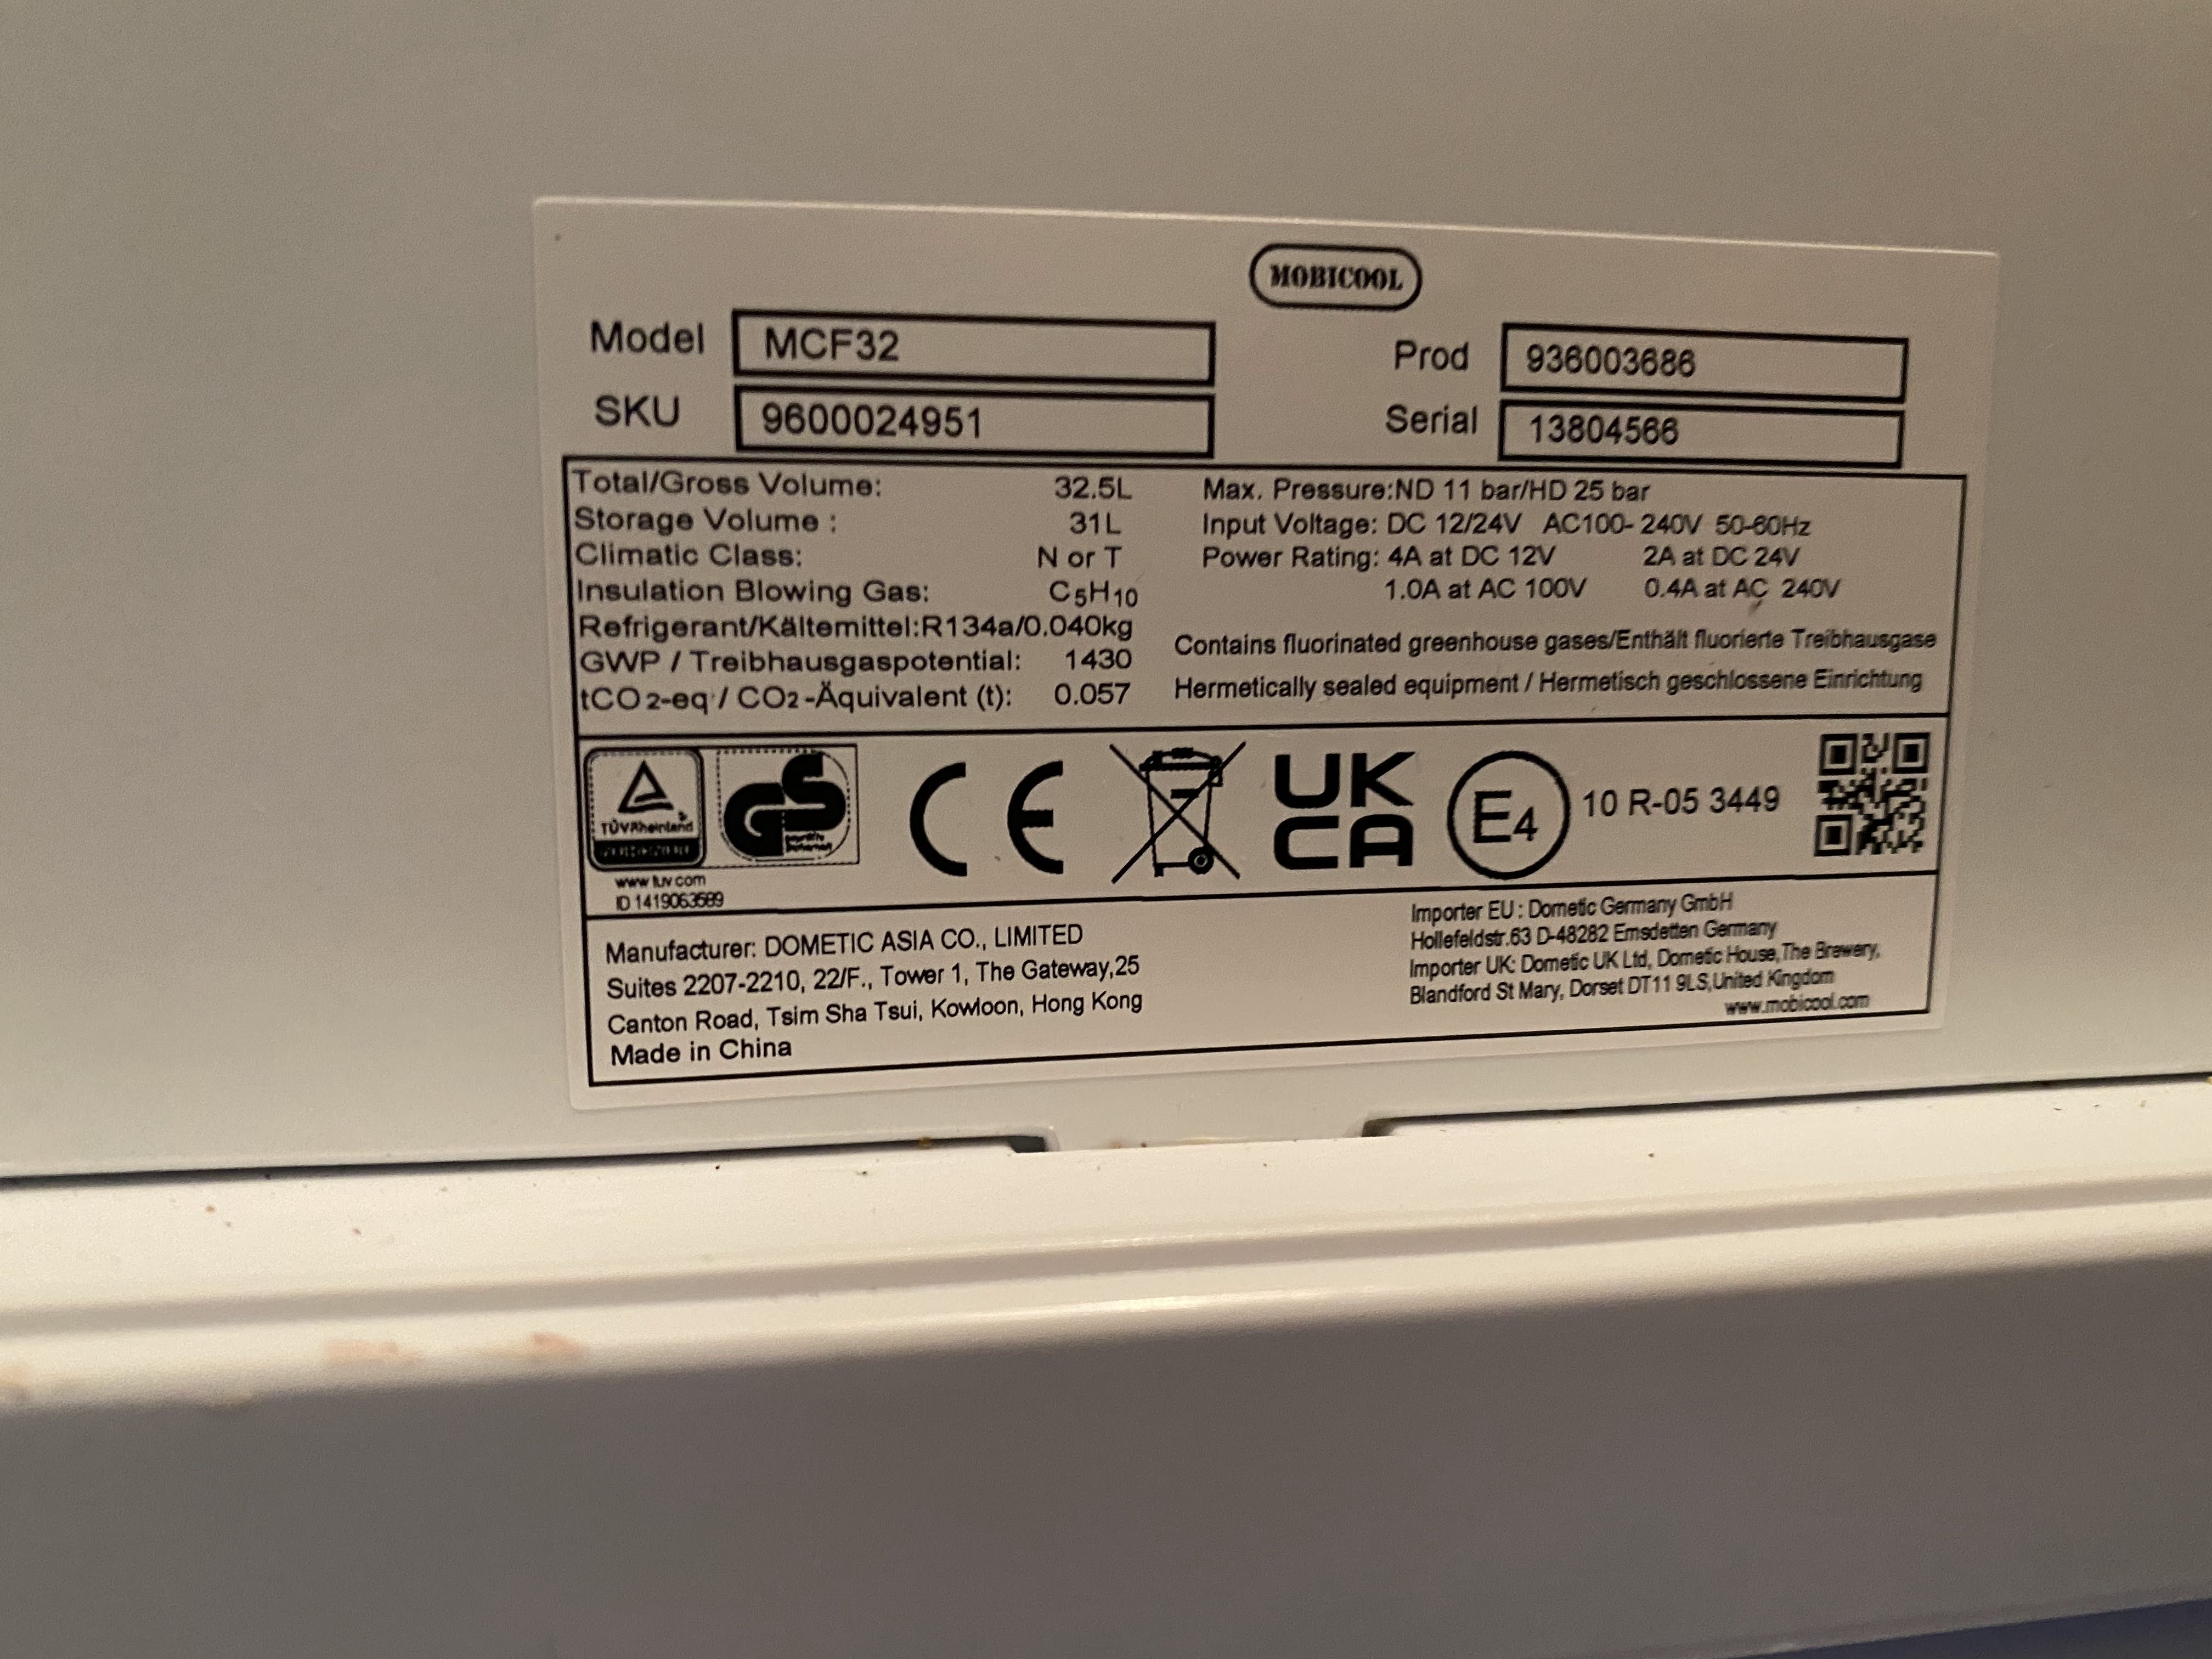 MOBICOOL
Model MCF32
Prod 936003686
SKU 9600024951
Serial 13804566
Total/Gross Volume: 32.5L
Storage Volume : 31L
Climatic Class: N or T
Insulation Blowing Gas: C5H10
Refrigerant/Kältemittel:R134a/0.040kg
GWP / Treibhausgaspotential: 1430
tCO2-eq / CO2-Äquivalent (t): 0.057
Max. Pressure:ND 11 bar/HD 25 bar
Input Voltage: DC 12/24V AC100- 240V 50-60Hz
Power Rating: 4A at DC 12V 2A at DC 24V
1.0A at AC 100V 0.4A at AC 240V
Contains fluorinated greenhouse gases/Enthält fluorierte Treibhausgase
Hermetically sealed equipment / Hermetisch geschlossene Einrichtung
TÜVRheinland
GS
CE
UK
CA
E4
10 R-05 3449
www.tuv.com
ID 1419063589
Manufacturer: DOMETIC ASIA CO., LIMITED
Suites 2207-2210, 22/F., Tower 1, The Gateway,25
Canton Road, Tsim Sha Tsui, Kowloon, Hong Kong
Made in China
Importer EU : Dometic Germany GmbH
Hollefeldstr.63 D-48282 Emsdetten Germany
Importer UK: Dometic UK Ltd, Dometic House,The Brewery,
Blandford St Mary, Dorset DT11 9LS,United Kingdom
www.mobicool.com